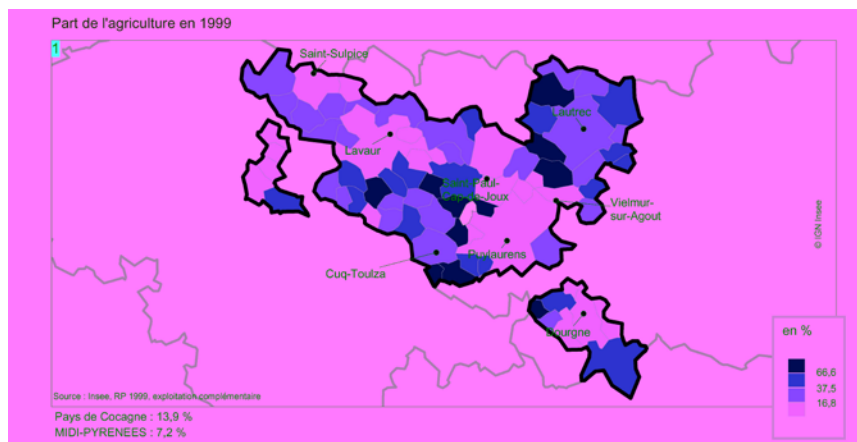 Part de l'agriculture en 1999
1
Saint-Sulpice
Lautrec
Lavaur
Saint-Paul-
Cap-de-Joux
Vielmur-
sur-Agout
Puylaurens
Cuq-Toulza
Dourgne
© IGN Insee
en %
66,6
37,5
16,8
Source : Insee, RP 1999, exploitation complémentaire
Pays de Cocagne : 13,9 %
MIDI-PYRENEES : 7,2 %